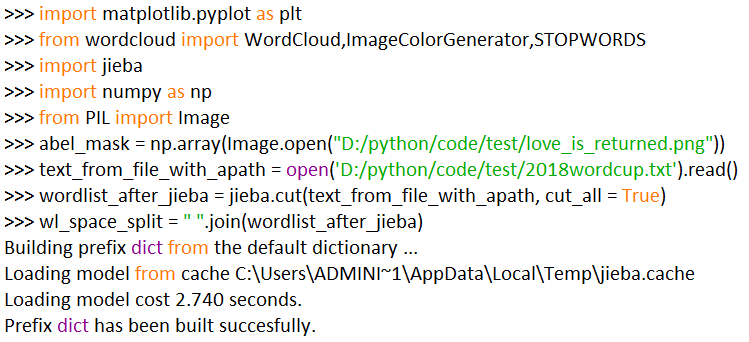 >>> import matplotlib.pyplot as plt
>>> from wordcloud import WordCloud,ImageColorGenerator,STOPWORDS
>>> import jieba
>>> import numpy as np
>>> from PIL import Image
>>> abel_mask = np.array(Image.open("D:/python/code/test/love_is_returned.png"))
>>> text_from_file_with_apath = open('D:/python/code/test/2018wordcup.txt').read()
>>> wordlist_after_jieba = jieba.cut(text_from_file_with_apath, cut_all = True)
>>> wl_space_split = " ".join(wordlist_after_jieba)
Building prefix dict from the default dictionary ...
Loading model from cache C:\Users\ADMINI~1\AppData\Local\Temp\jieba.cache
Loading model cost 2.740 seconds.
Prefix dict has been built succesfully.